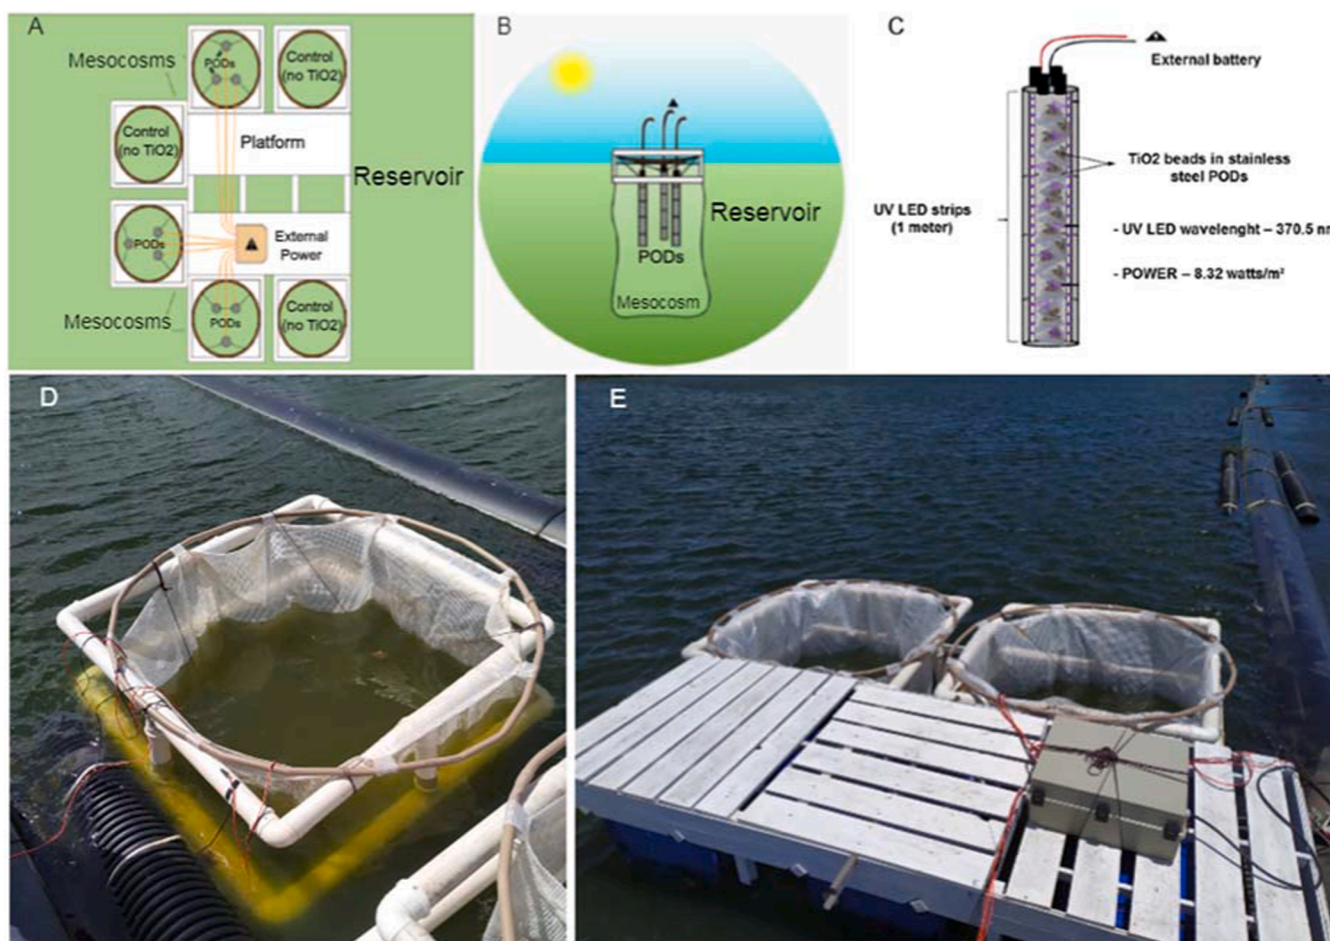 A
Mesocosms
PODs
Control
(no TiO2)
Control
(no TiO2)
Platform
Reservoir
PODs
External
Power
Mesocosms
PODs
Control
(no TiO2)
B
Reservoir
PODs
Mesocosm
C
External battery
TiO2 beads in stainless
steel PODs
UV LED strips
(1 meter)
- UV LED wavelenght – 370.5 nm
- POWER – 8.32 watts/m²
D
E